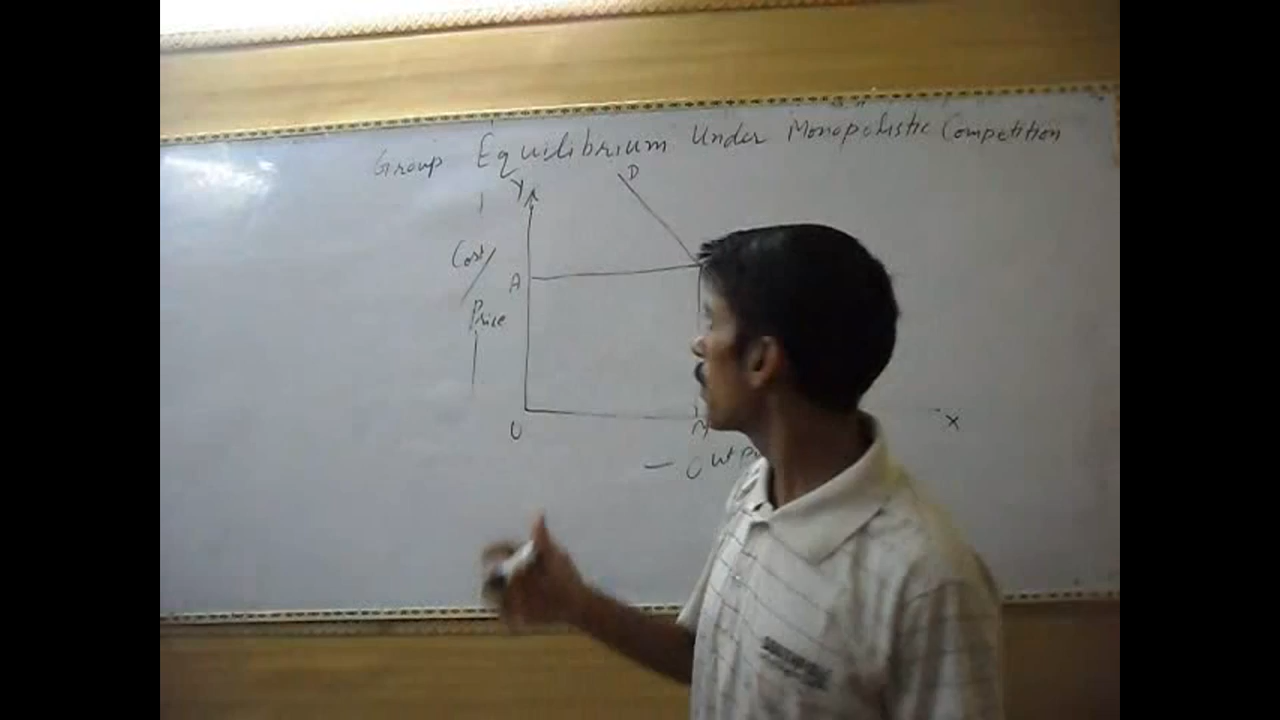 Group Equilibrium Under Monopolistic Competition
Y
D
Cost/
A
Price
O
M
X